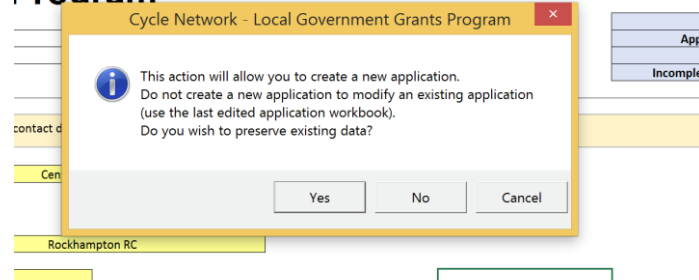 Cycle Network - Local Government Grants Program
This action will allow you to create a new application.
Do not create a new application to modify an existing application
(use the last edited application workbook).
Do you wish to preserve existing data?
contact d
Cen
Yes No Cancel
Rockhampton RC
App
Incomple